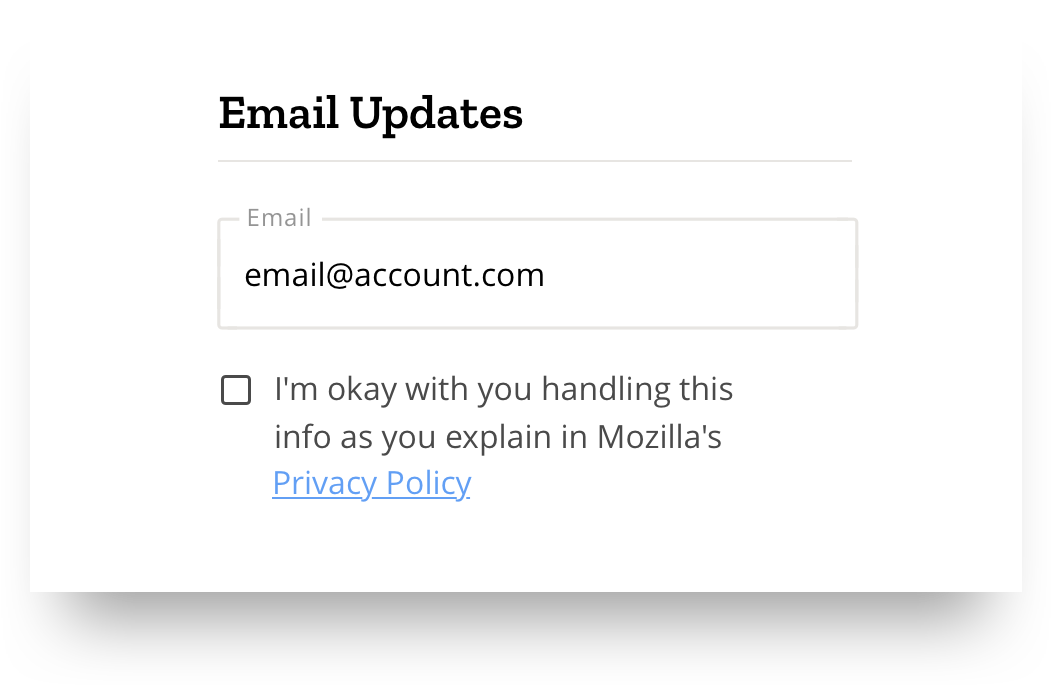 Email Updates
Email
email@account.com
I'm okay with you handling this
info as you explain in Mozilla's
Privacy Policy